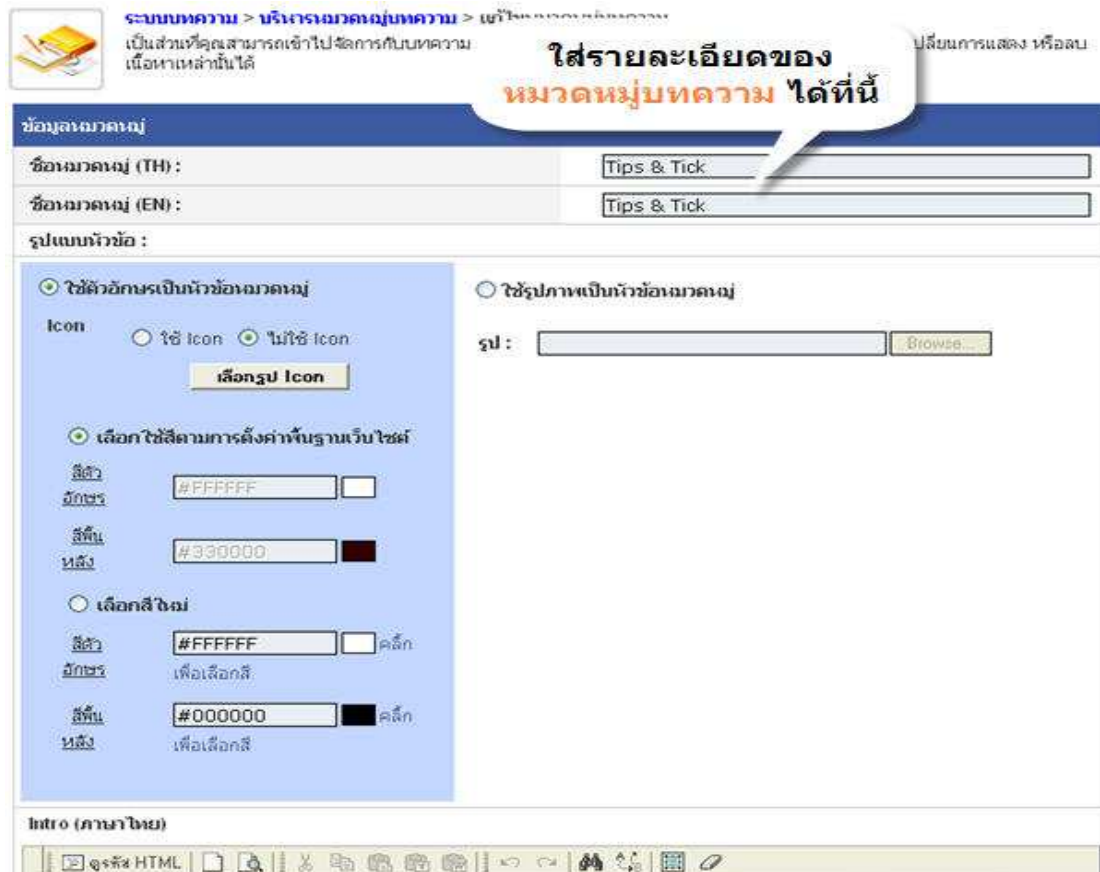 ระบบบทความ > บริหารหมวดหมู่บทความ >
เป็นส่วนที่คุณสามารถเข้าไปจัดการกับบทความ ปลี่ยนการแสดง หรือลบ
เนื้อหาเหล่านั้นได้
ใส่รายละเอียดของ
หมวดหมู่บทความ ได้ที่นี้
ข้อมูลหมวดหมู่
ชื่อหมวดหมู่ (TH) : Tips & Tick
ชื่อหมวดหมู่ (EN) : Tips & Tick
รูปแบบหัวข้อ :
ใช้ตัวอักษรเป็นหัวข้อหมวดหมู่
Icon ใช้ Icon ไม่ใช้ Icon
เลือกรูป Icon
เลือกใช้สีตามการตั้งค่าพื้นฐานเว็บไซต์
สีตัว
อักษร #FFFFFF
สีพื้น
หลัง #330000
เลือกสีใหม่
สีตัว #FFFFFF คลิ๊ก
อักษร เพื่อเลือกสี
สีพื้น #000000 คลิ๊ก
หลัง เพื่อเลือกสี
ใช้รูปภาพเป็นหัวข้อหมวดหมู่
รูป : Browse...
Intro (ภาษาไทย)
ดูรหัส HTML